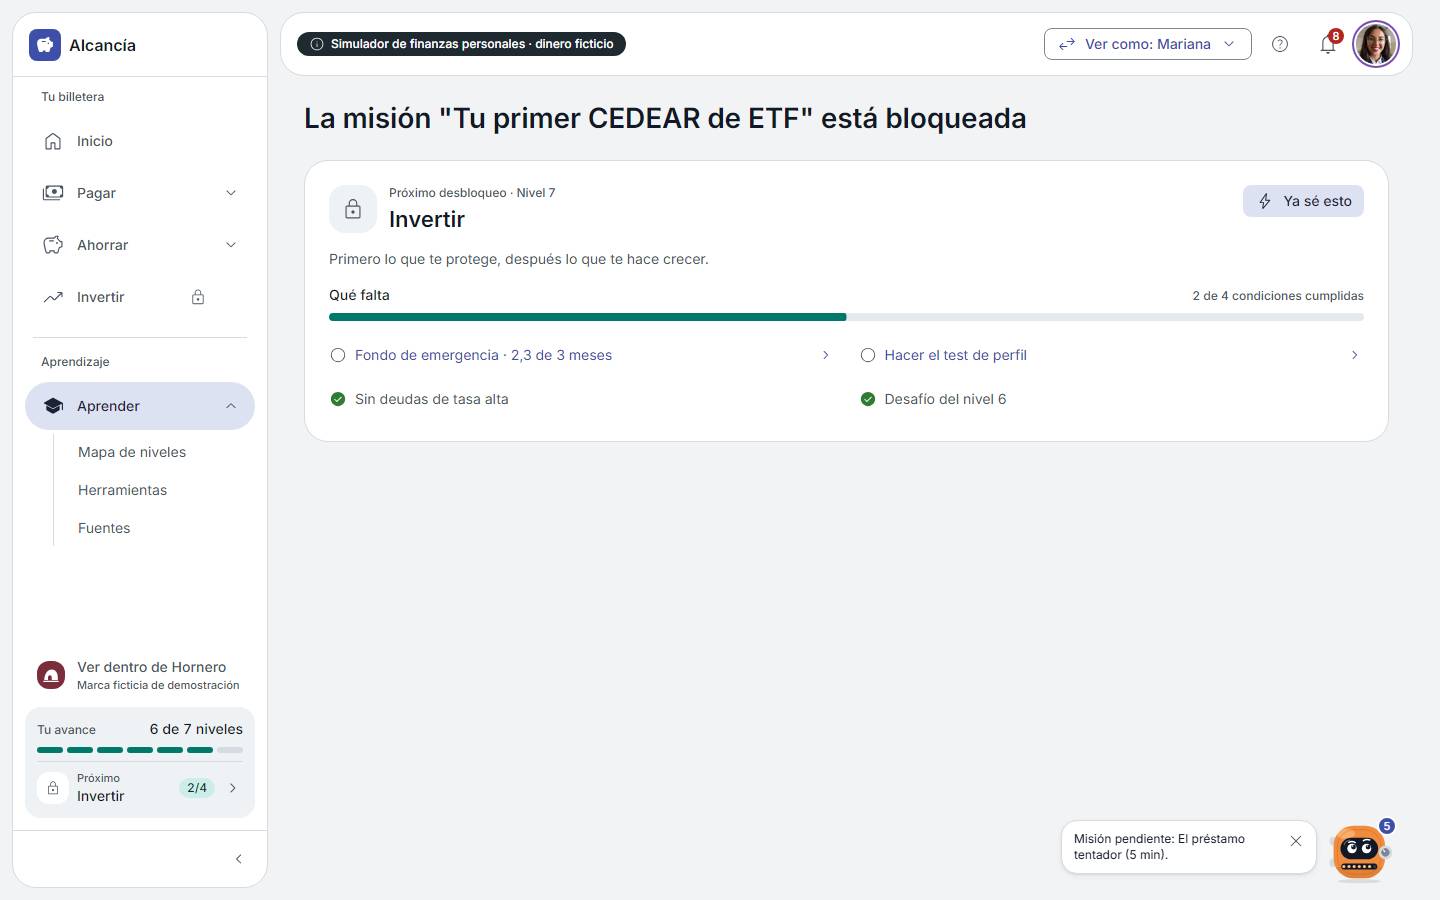 Alcancía
Simulador de finanzas personales · dinero ficticio
Ver como: Mariana
8
Tu billetera
Inicio
Pagar
Ahorrar
Invertir
Aprendizaje
Aprender
Mapa de niveles
Herramientas
Fuentes
Ver dentro de Hornero
Marca ficticia de demostración
Tu avance
6 de 7 niveles
Próximo
Invertir
2/4
La misión "Tu primer CEDEAR de ETF" está bloqueada
Próximo desbloqueo · Nivel 7
Invertir
Ya sé esto
Primero lo que te protege, después lo que te hace crecer.
Qué falta
2 de 4 condiciones cumplidas
Fondo de emergencia · 2,3 de 3 meses
Hacer el test de perfil
Sin deudas de tasa alta
Desafío del nivel 6
Misión pendiente: El préstamo
tentador (5 min).
5